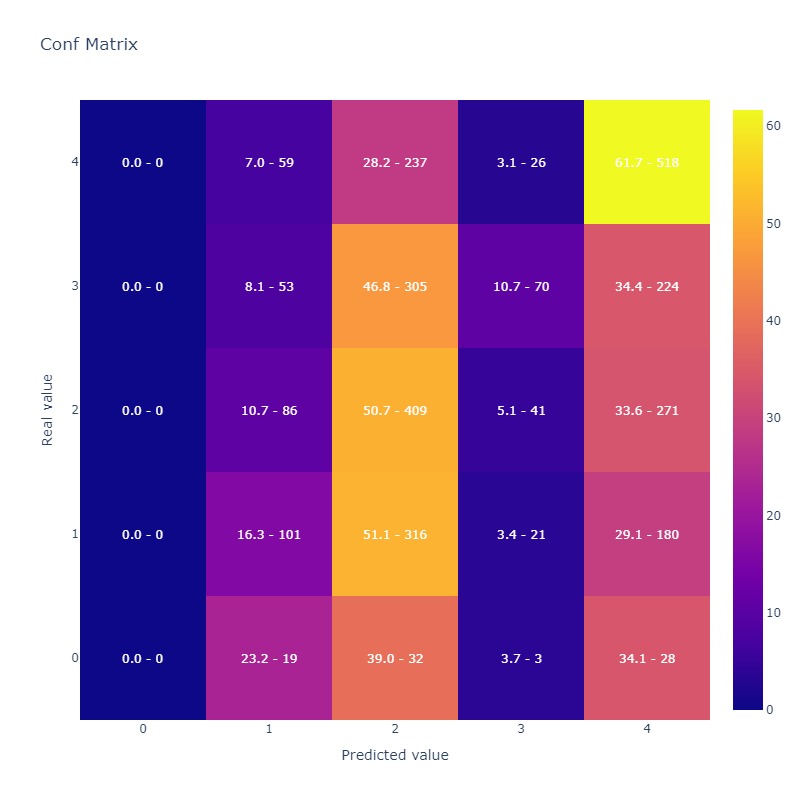 Conf Matrix
4 0.0 - 0 7.0 - 59 28.2 - 237 3.1 - 26 61.7 - 518
3 0.0 - 0 8.1 - 53 46.8 - 305 10.7 - 70 34.4 - 224
2 0.0 - 0 10.7 - 86 50.7 - 409 5.1 - 41 33.6 - 271
1 0.0 - 0 16.3 - 101 51.1 - 316 3.4 - 21 29.1 - 180
0 0.0 - 0 23.2 - 19 39.0 - 32 3.7 - 3 34.1 - 28
0 1 2 3 4
Predicted value
Real value
60
50
40
30
20
10
0